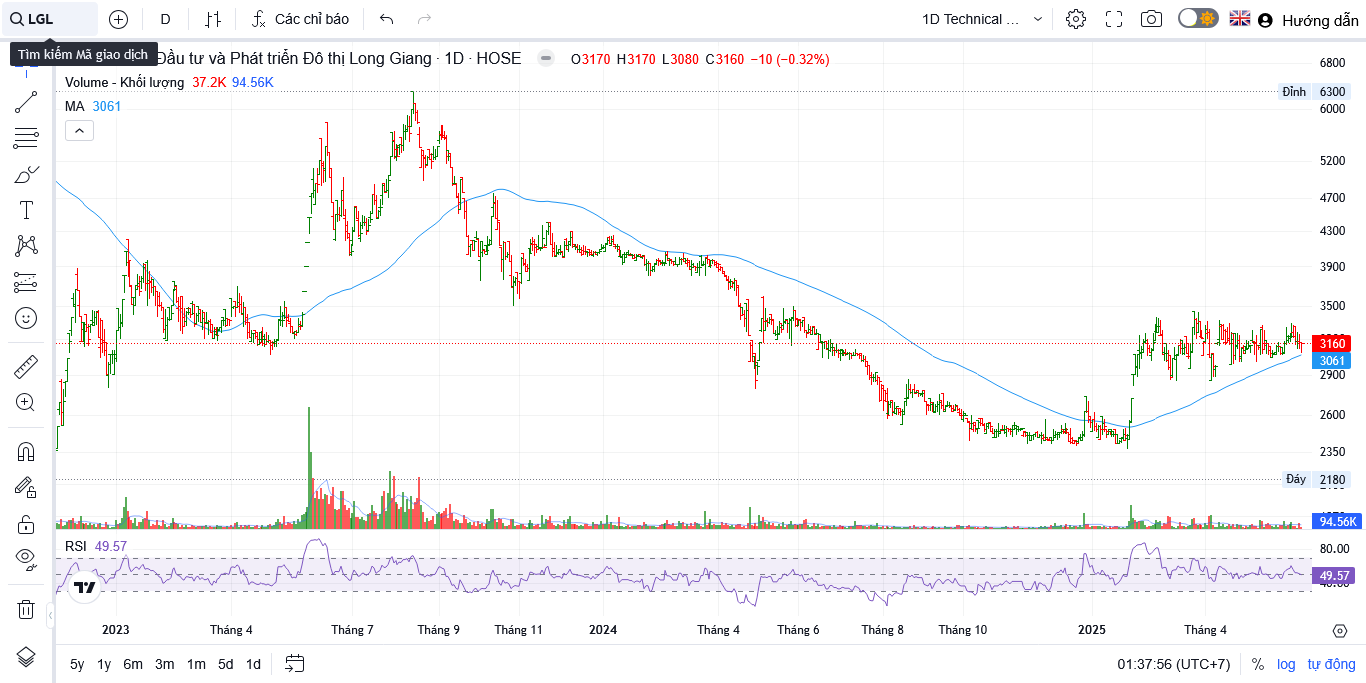 LGL
D
Các chỉ báo
1D Technical ...
Hướng dẫn
Tìm kiếm Mã giao dịch
Đầu tư và Phát triển Đô thị Long Giang · 1D · HOSE
O3170 H3170 L3080 C3160 −10 (−0.32%)
Volume - Khối lượng 37.2K 94.56K
MA 3061
6800
Đỉnh 6300
6000
5200
4700
4300
3900
3500
3160
3061
2900
2600
2350
Đáy 2180
94.56K
RSI 49.57
80.00
49.57
2023
Tháng 4
Tháng 7
Tháng 9
Tháng 11
2024
Tháng 4
Tháng 6
Tháng 8
Tháng 10
2025
Tháng 4
5y 1y 6m 3m 1m 5d 1d
01:37:56 (UTC+7)
%
log
tự động